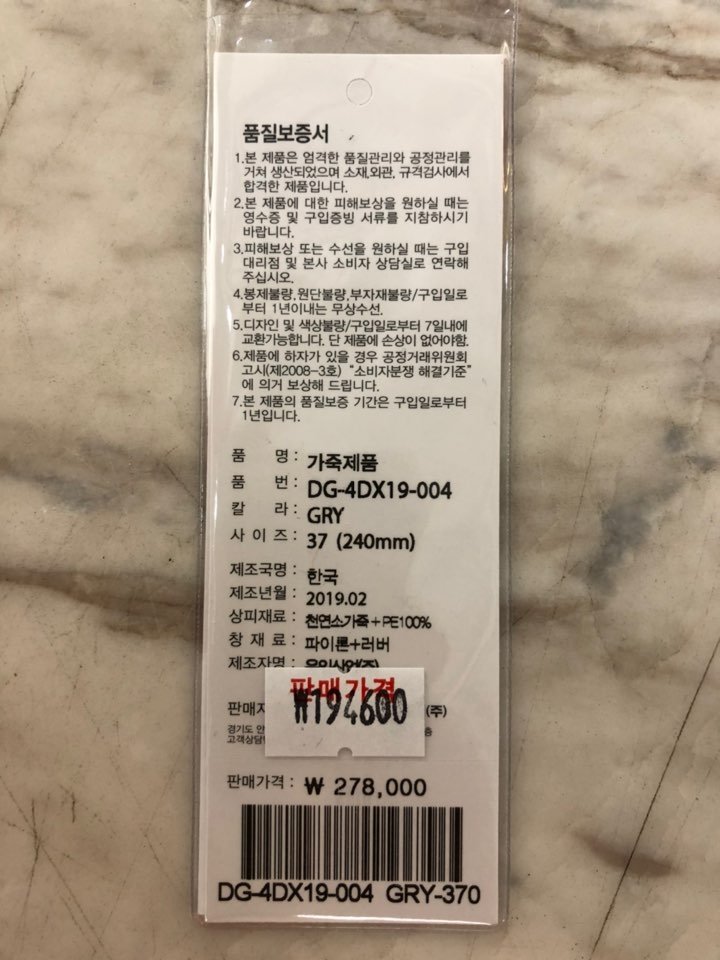 품질보증서
1.본 제품은 엄격한 품질관리와 공정관리를
거쳐 생산되었으며 소재,외관, 규격검사에서
합격한 제품입니다.
2.본 제품에 대한 피해보상을 원하실 때는
영수증 및 구입증빙 서류를 지참하시기
바랍니다.
3.피해보상 또는 수선을 원하실 때는 구입
대리점 및 본사 소비자 상담실로 연락해
주십시오.
4.봉제불량,원단불량,부자재불량/구입일로
부터 1년이내는 무상수선.
5.디자인 및 색상불량/구입일로부터 7일내에
교환가능합니다. 단 제품에 손상이 없어야함.
6.제품에 하자가 있을 경우 공정거래위원회
고시(제2008-3호) "소비자분쟁 해결기준"
에 의거 보상해 드립니다.
7.본 제품의 품질보증 기간은 구입일로부터
1년입니다.
품 명: 가죽제품
품 번: DG-4DX19-004
칼 라: GRY
사 이 즈: 37 (240mm)
제조국명: 한국
제조년월: 2019.02
상피재료: 천연소가죽+PE100%
창 재 료: 파이론+러버
제조자명:
판매가격
₩194600
판매자 (주)
경기도 안
고객상담
판매가격: ₩ 278,000
DG-4DX19-004 GRY-370